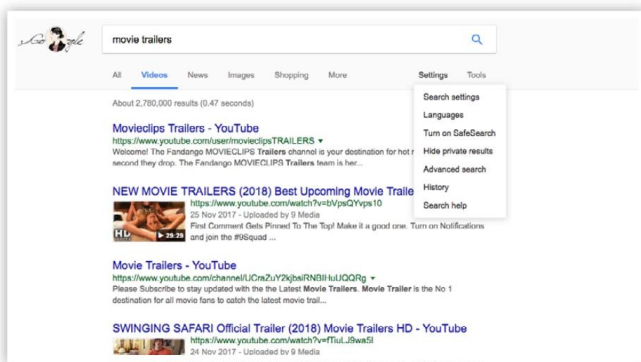 Google
movie trailers
All Videos News Images Shopping More Settings Tools
About 2,780,000 results (0.47 seconds)
Search settings
Languages
Turn on SafeSearch
Hide private results
Advanced search
History
Search help
Movieclips Trailers - YouTube
https://www.youtube.com/user/movieclipsTRAILERS
Welcome! The Fandango MOVIECLIPS Trailers channel is your destination for hot
second they drop. The Fandango MOVIECLIPS Trailers team is her...
NEW MOVIE TRAILERS (2018) Best Upcoming Movie Traile
https://www.youtube.com/watch?v=bVpsQYvps10
25 Nov 2017 - Uploaded by 9 Media
First Comment Gets Pinned To The Top! Make it a good one. Turn on Notifications
and join the #9Squad ...
HD 29:29
Movie Trailers - YouTube
https://www.youtube.com/channel/UCraZuY2kjbsiRNBIHuUQQRg
Please Subscribe to stay updated with the the Latest Movie Trailers. Movie Trailer is the No 1
destination for all movie fans to catch the latest movie trail...
SWINGING SAFARI Official Trailer (2018) Movie Trailers HD - YouTube
https://www.youtube.com/watch?v=fTiuLJ9wa5I
24 Nov 2017 - Uploaded by 9 Media